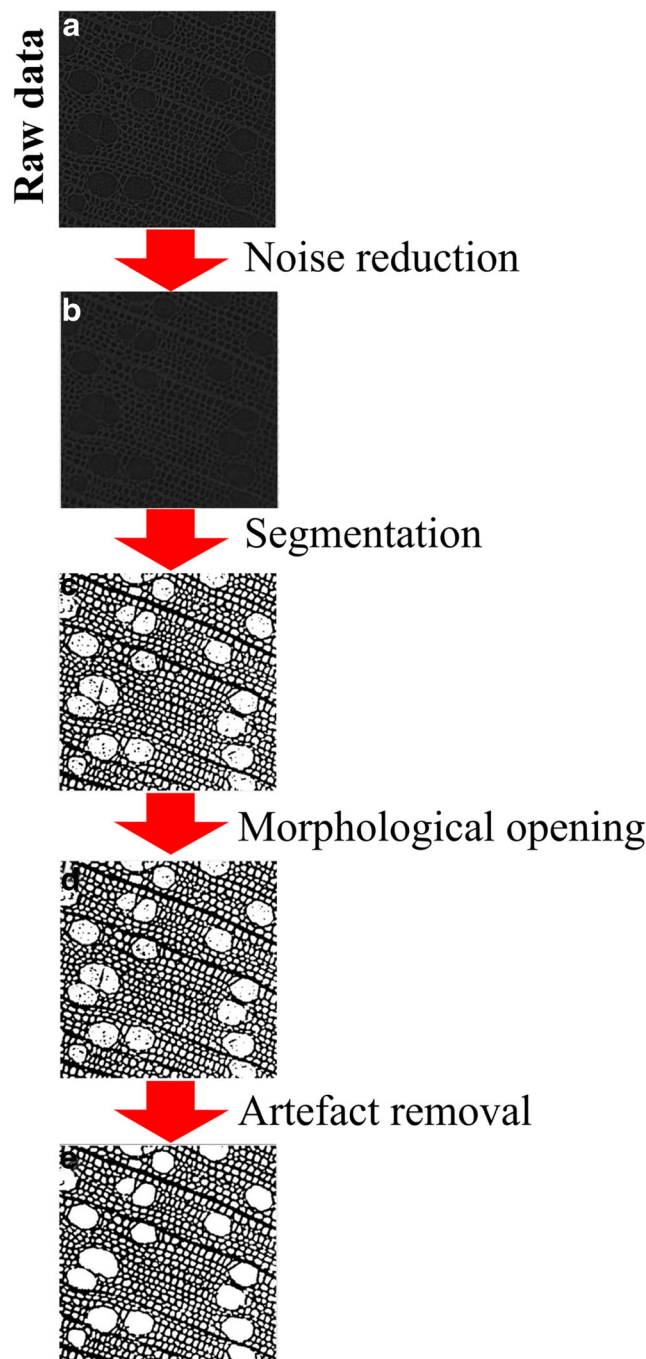 Raw data
a
Noise reduction
b
Segmentation
c
Morphological opening
d
Artefact removal
e